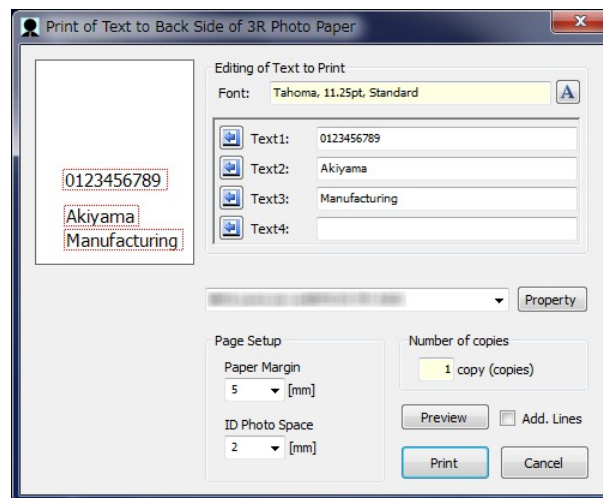 Print of Text to Back Side of 3R Photo Paper
Editing of Text to Print
Font: Tahoma, 11.25pt, Standard A
Text1: 0123456789
Text2: Akiyama
Text3: Manufacturing
Text4:
0123456789
Akiyama
Manufacturing
Property
Page Setup
Paper Margin
5 [mm]
ID Photo Space
2 [mm]
Number of copies
1 copy (copies)
Preview Add. Lines
Print Cancel